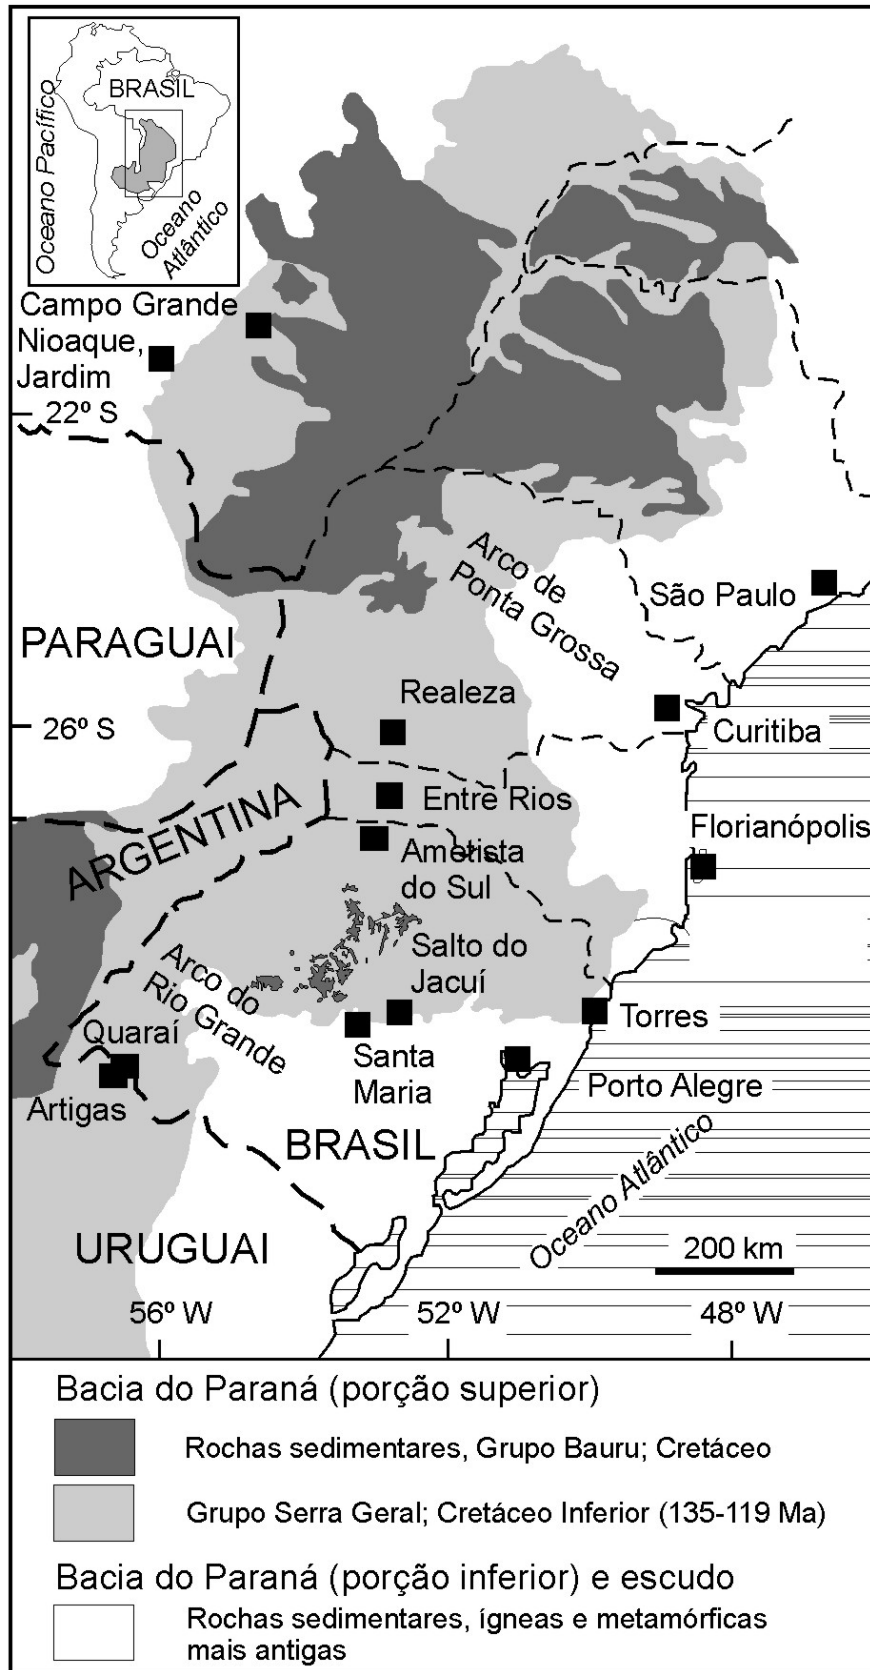 BRASIL
Oceano Pacífico
Oceano
Atlântico
Campo Grande
Nioaque,
Jardim
22º S
Arco de
Ponta Grossa
São Paulo
PARAGUAI
Realeza
26º S
Curitiba
Entre Rios
ARGENTINA
Florianópolis
Ametista
do Sul
Salto do
Jacuí
Arco do
Rio Grande
Torres
Quaraí
Santa
Maria
Porto Alegre
Artigas
BRASIL
Oceano Atlântico
URUGUAI
200 km
56º W
52º W
48º W
Bacia do Paraná (porção superior)
Rochas sedimentares, Grupo Bauru; Cretáceo
Grupo Serra Geral; Cretáceo Inferior (135-119 Ma)
Bacia do Paraná (porção inferior) e escudo
Rochas sedimentares, ígneas e metamórficas
mais antigas